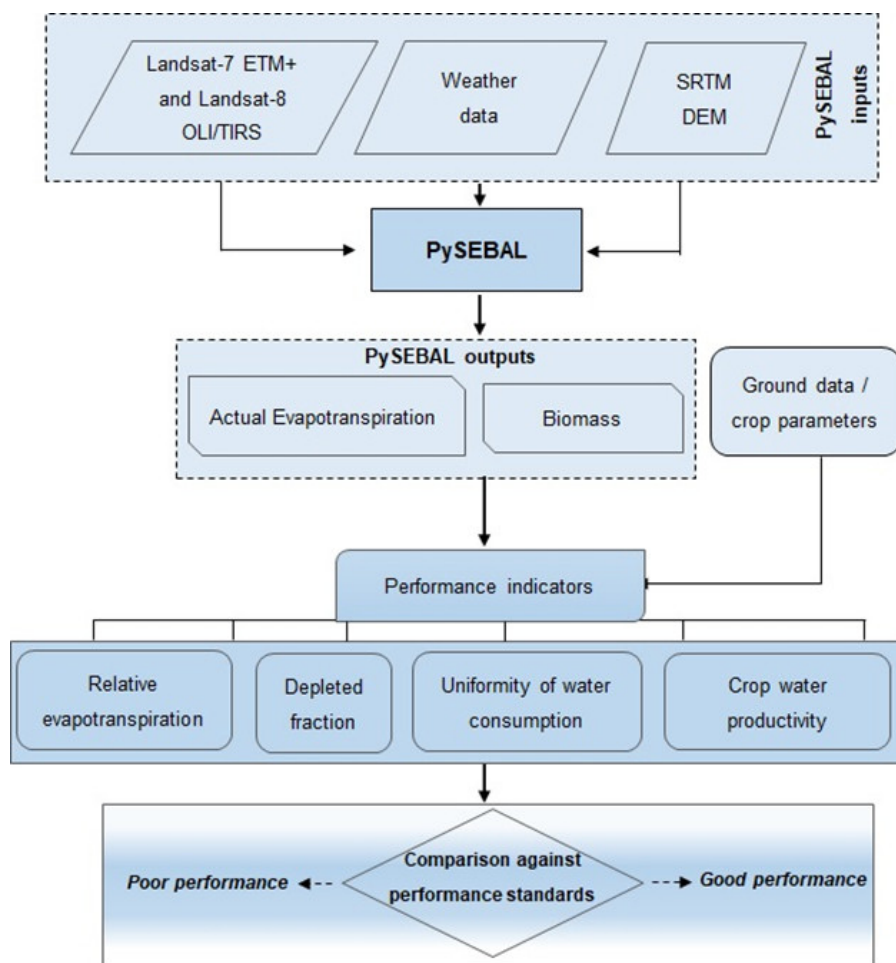 Landsat-7 ETM+
and Landsat-8
OLI/TIRS
Weather
data
SRTM
DEM
PySEBAL
inputs
PySEBAL
PySEBAL outputs
Actual Evapotranspiration
Biomass
Ground data /
crop parameters
Performance indicators
Relative
evapotranspiration
Depleted
fraction
Uniformity of water
consumption
Crop water
productivity
Comparison against
performance standards
Poor performance
Good performance